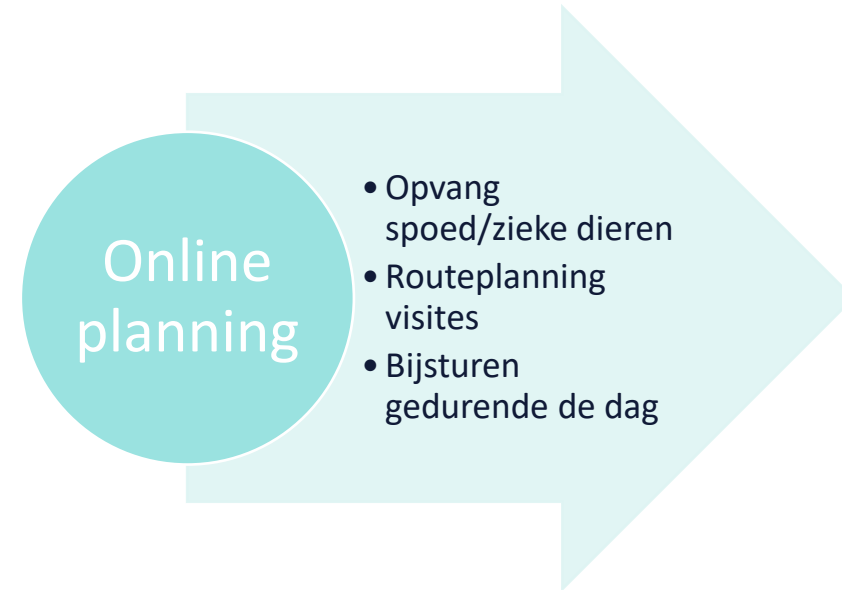 Online
planning
• Opvang
spoed/zieke dieren
• Routeplanning
visites
• Bijsturen
gedurende de dag